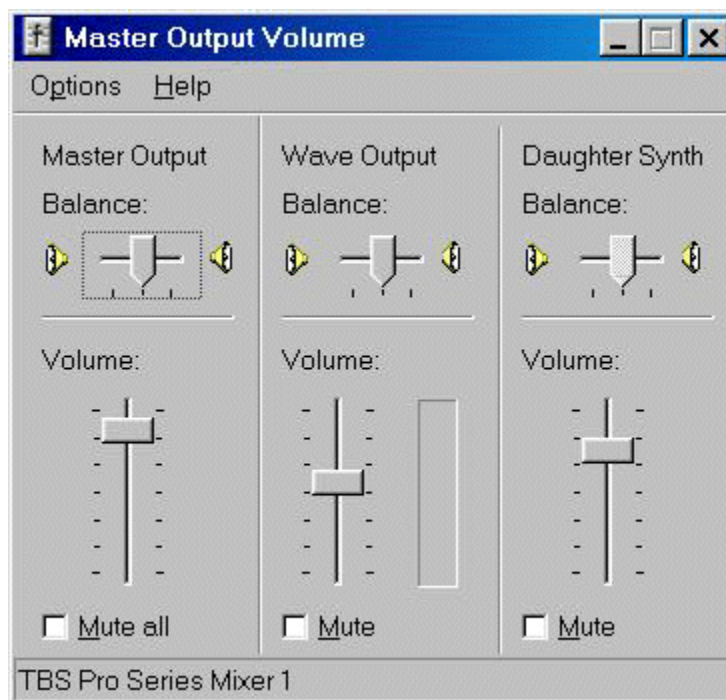 Master Output Volume
Options Help
Master Output
Balance:
Volume:
Mute all
Wave Output
Balance:
Volume:
Mute
Daughter Synth
Balance:
Volume:
Mute
TBS Pro Series Mixer 1